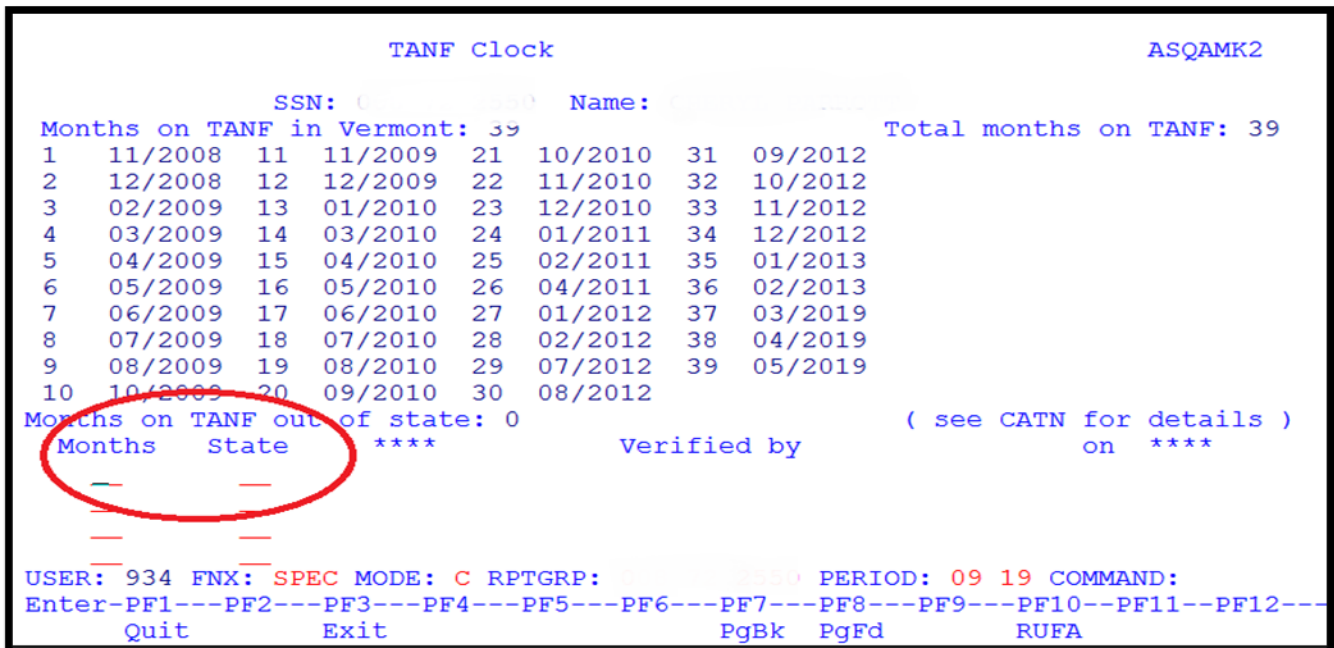 TANF Clock ASQAMK2
SSN: Name:
Months on TANF in Vermont: 39 Total months on TANF: 39
1 11/2008 11 11/2009 21 10/2010 31 09/2012
2 12/2008 12 12/2009 22 11/2010 32 10/2012
3 02/2009 13 01/2010 23 12/2010 33 11/2012
4 03/2009 14 03/2010 24 01/2011 34 12/2012
5 04/2009 15 04/2010 25 02/2011 35 01/2013
6 05/2009 16 05/2010 26 04/2011 36 02/2013
7 06/2009 17 06/2010 27 01/2012 37 03/2019
8 07/2009 18 07/2010 28 02/2012 38 04/2019
9 08/2009 19 08/2010 29 07/2012 39 05/2019
10 10/2009 20 09/2010 30 08/2012
Months on TANF out of state: 0 ( see CATN for details )
Months State **** Verified by on ****
USER: 934 FNX: SPEC MODE: C RPTGRP: PERIOD: 09 19 COMMAND:
Enter-PF1---PF2---PF3---PF4---PF5---PF6---PF7---PF8---PF9---PF10--PF11--PF12---
Quit Exit PgBk PgFd RUFA